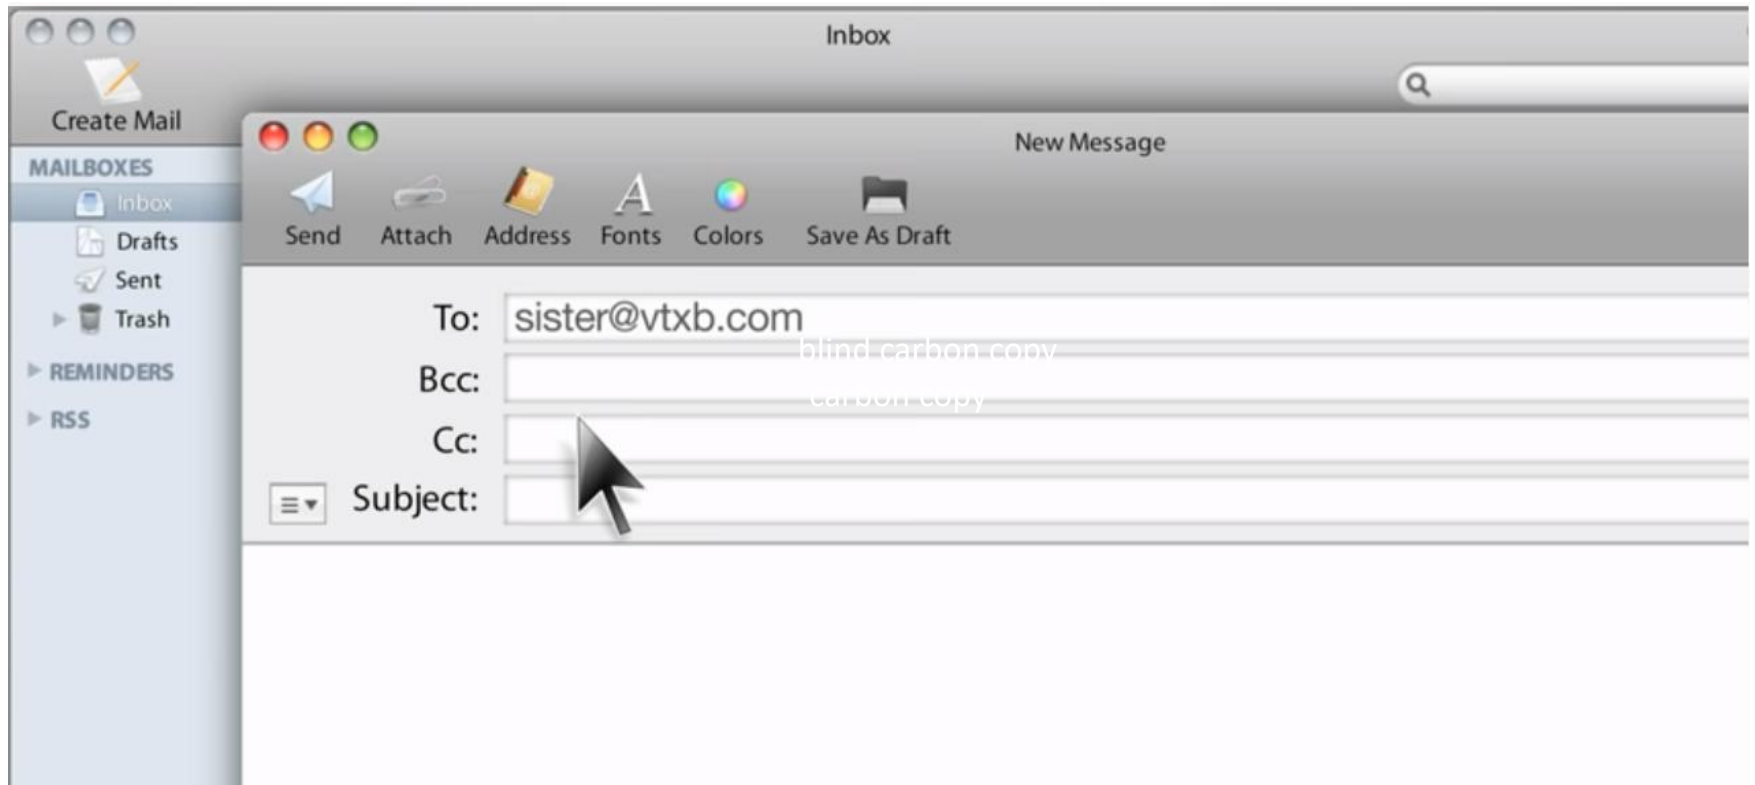 Inbox
Create Mail
New Message
MAILBOXES
Inbox
Drafts
Sent
Trash
REMINDERS
RSS
Send Attach Address Fonts Colors Save As Draft
To: sister@vtxb.com
blind carbon copy
Bcc:
carbon copy
Cc:
Subject: